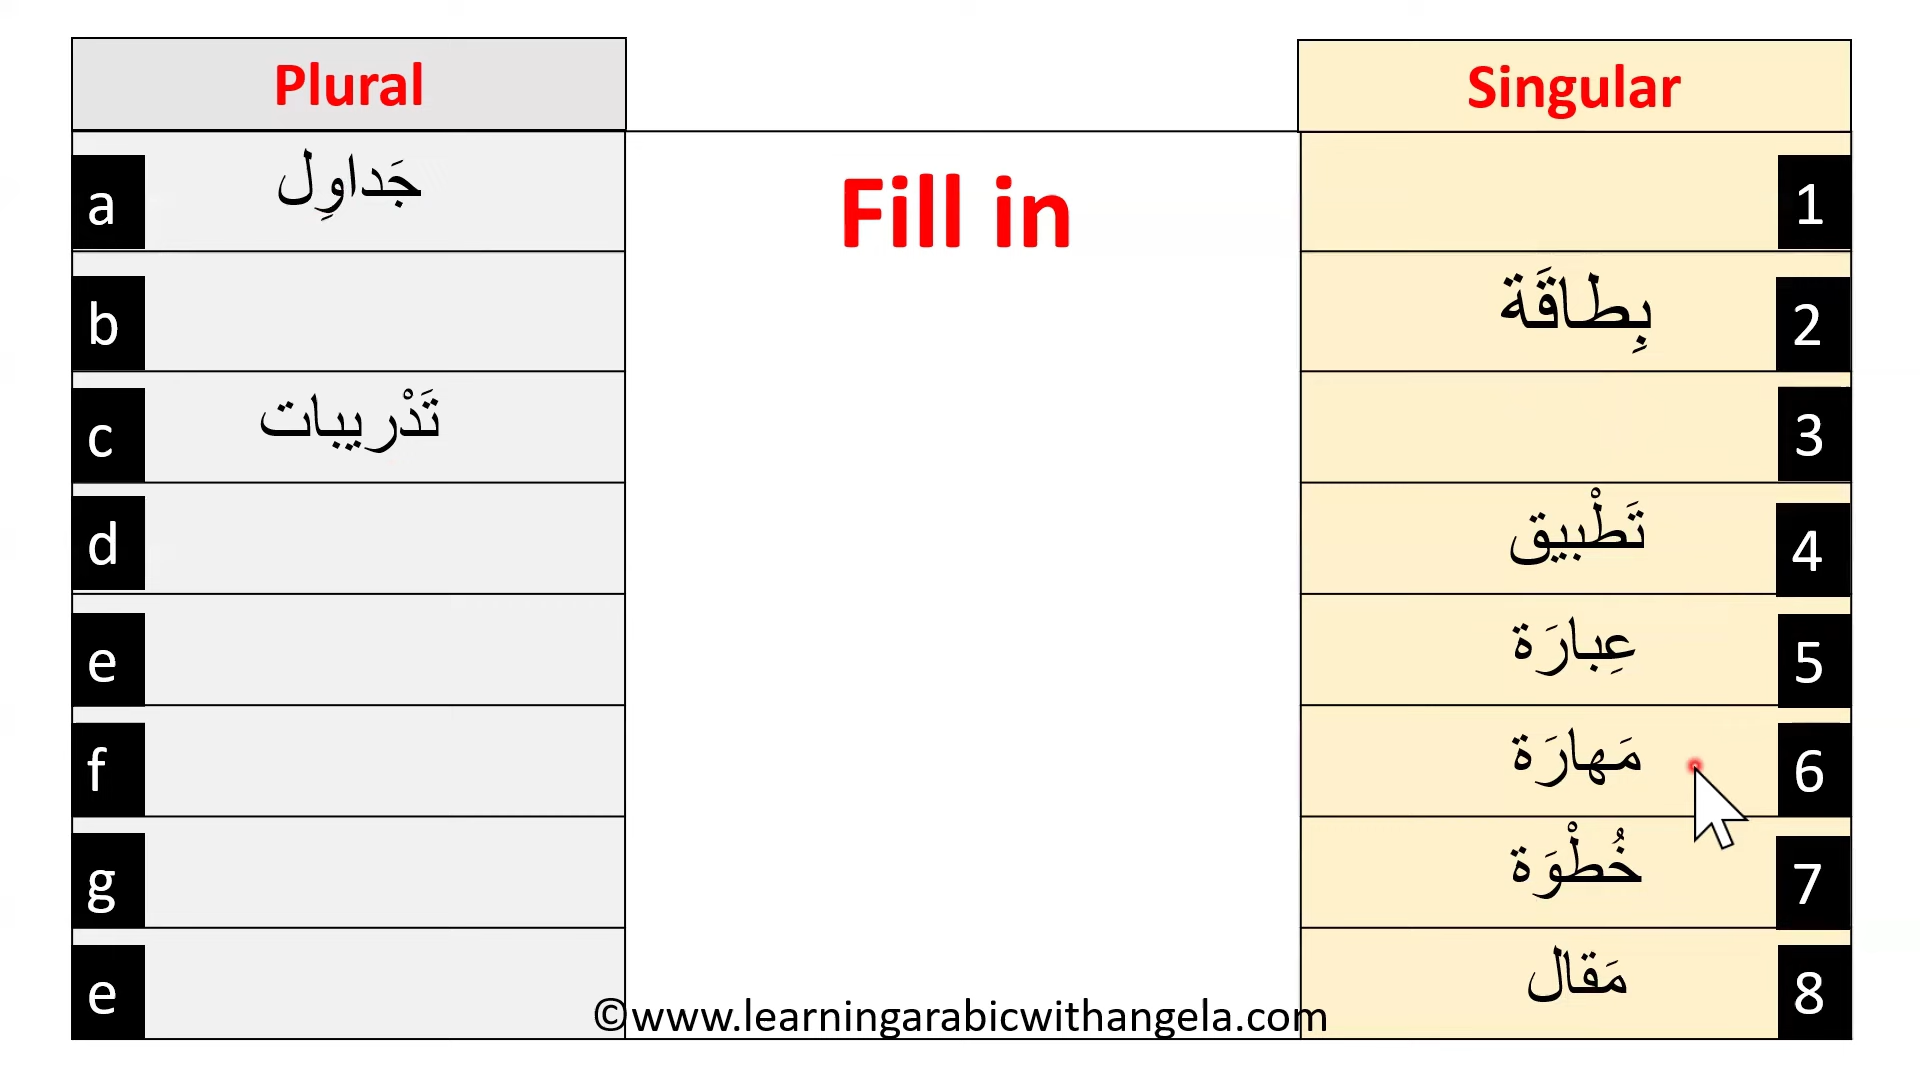 Plural
Singular
Fill in
a
جَداوِل
1
b
بِطاقَة
2
c
تَدْريبات
3
d
تَطْبيق
4
e
عِبارَة
5
f
مَهارَة
6
g
خُطْوَة
7
e
مَقال
8
©www.learningarabicwithangela.com